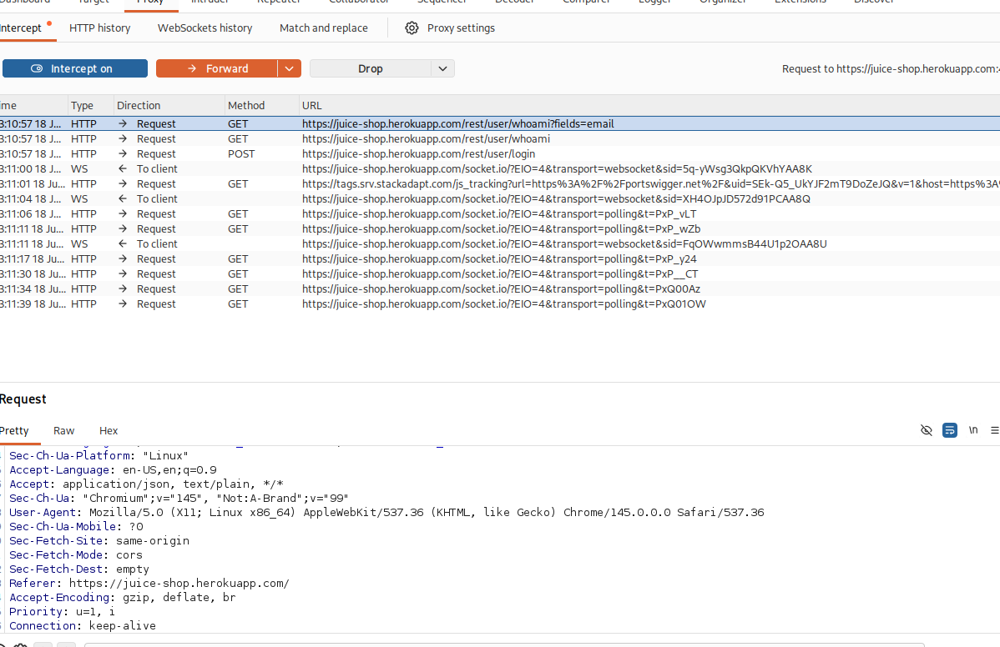 Dashboard Target Proxy Intruder Repeater Collaborator Sequencer Decoder Comparer Logger Organizer Extensions Discover
Intercept HTTP history WebSockets history Match and replace Proxy settings
Intercept on Forward Drop Request to https://juice-shop.herokuapp.com:
ime Type Direction Method URL
3:10:57 18 J... HTTP → Request GET https://juice-shop.herokuapp.com/rest/user/whoami?fields=email
3:10:57 18 J... HTTP → Request GET https://juice-shop.herokuapp.com/rest/user/whoami
3:10:57 18 J... HTTP → Request POST https://juice-shop.herokuapp.com/rest/user/login
3:11:00 18 J... WS ← To client https://juice-shop.herokuapp.com/socket.io/?EIO=4&transport=websocket&sid=5q-yWsg3QkpQKVhYAA8K
3:11:01 18 Ju... HTTP → Request GET https://tags.srv.stackadapt.com/js_tracking?url=https%3A%2F%2Fportswigger.net%2F&uid=SEk-Q5_UkYJF2mT9DoZeJQ&v=1&host=https%3A%
3:11:04 18 J... WS ← To client https://juice-shop.herokuapp.com/socket.io/?EIO=4&transport=websocket&sid=XH4OJpJD572d91PCAA8Q
3:11:06 18 J... HTTP → Request GET https://juice-shop.herokuapp.com/socket.io/?EIO=4&transport=polling&t=PxP_vLT
3:11:11 18 Ju... HTTP → Request GET https://juice-shop.herokuapp.com/socket.io/?EIO=4&transport=polling&t=PxP_wZb
3:11:11 18 Ju... WS ← To client https://juice-shop.herokuapp.com/socket.io/?EIO=4&transport=websocket&sid=FqOWwmmsB44U1p2OAA8U
3:11:17 18 Ju... HTTP → Request GET https://juice-shop.herokuapp.com/socket.io/?EIO=4&transport=polling&t=PxP_y24
3:11:30 18 Ju... HTTP → Request GET https://juice-shop.herokuapp.com/socket.io/?EIO=4&transport=polling&t=PxP__CT
3:11:34 18 Ju... HTTP → Request GET https://juice-shop.herokuapp.com/socket.io/?EIO=4&transport=polling&t=PxQ00Az
3:11:39 18 Ju... HTTP → Request GET https://juice-shop.herokuapp.com/socket.io/?EIO=4&transport=polling&t=PxQ01OW
Request
Pretty Raw Hex \n
Sec-Ch-Ua-Platform: "Linux"
Accept-Language: en-US,en;q=0.9
Accept: application/json, text/plain, */*
Sec-Ch-Ua: "Chromium";v="145", "Not:A-Brand";v="99"
User-Agent: Mozilla/5.0 (X11; Linux x86_64) AppleWebKit/537.36 (KHTML, like Gecko) Chrome/145.0.0.0 Safari/537.36
Sec-Ch-Ua-Mobile: ?0
Sec-Fetch-Site: same-origin
Sec-Fetch-Mode: cors
Sec-Fetch-Dest: empty
Referer: https://juice-shop.herokuapp.com/
Accept-Encoding: gzip, deflate, br
Priority: u=1, i
Connection: keep-alive